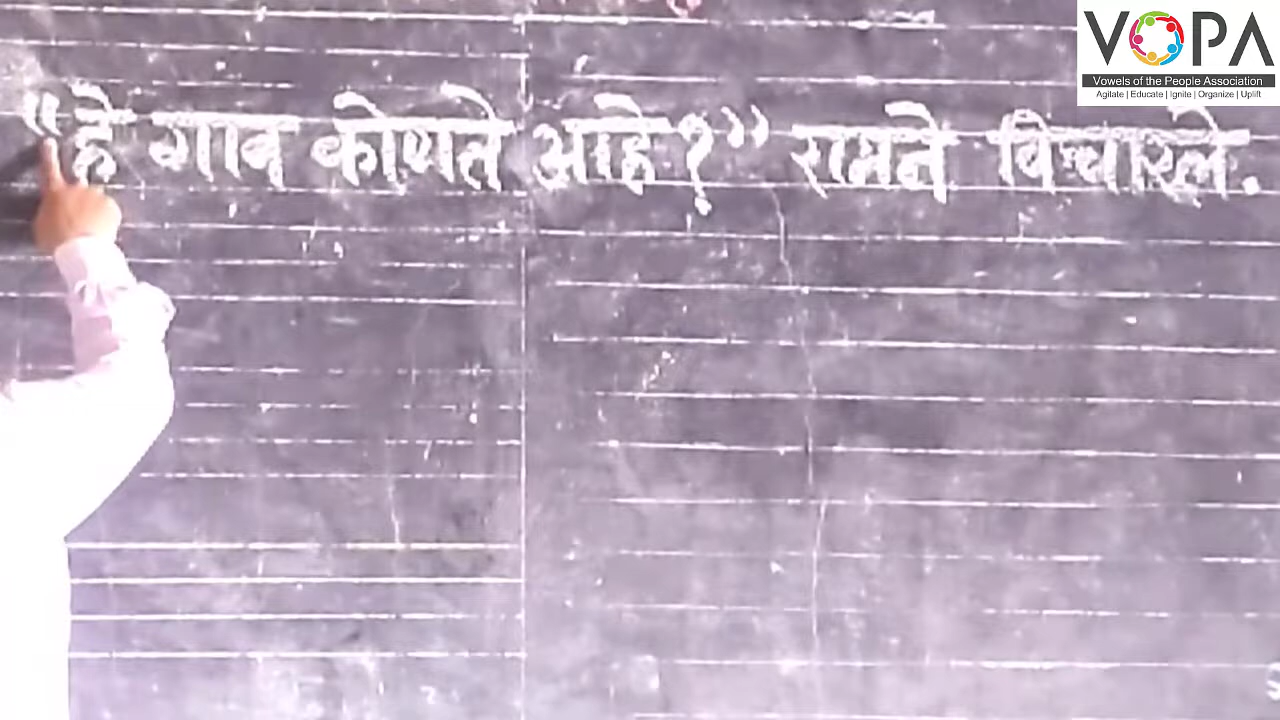 VOPA
Vowels of the People Association
Agitate | Educate | Ignite | Organize | Uplift
"हे गाव कोणते आहे?" रामने विचारले.